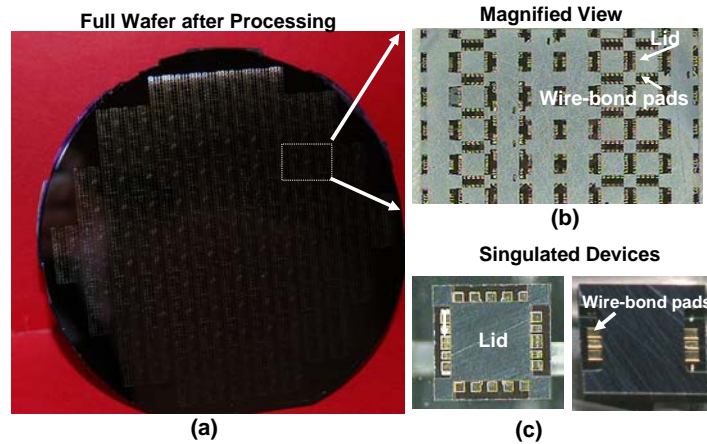 Full Wafer after Processing
Magnified View
Lid
Wire-bond pads
(b)
Singulated Devices
Wire-bond pads
Lid
(a)
(c)